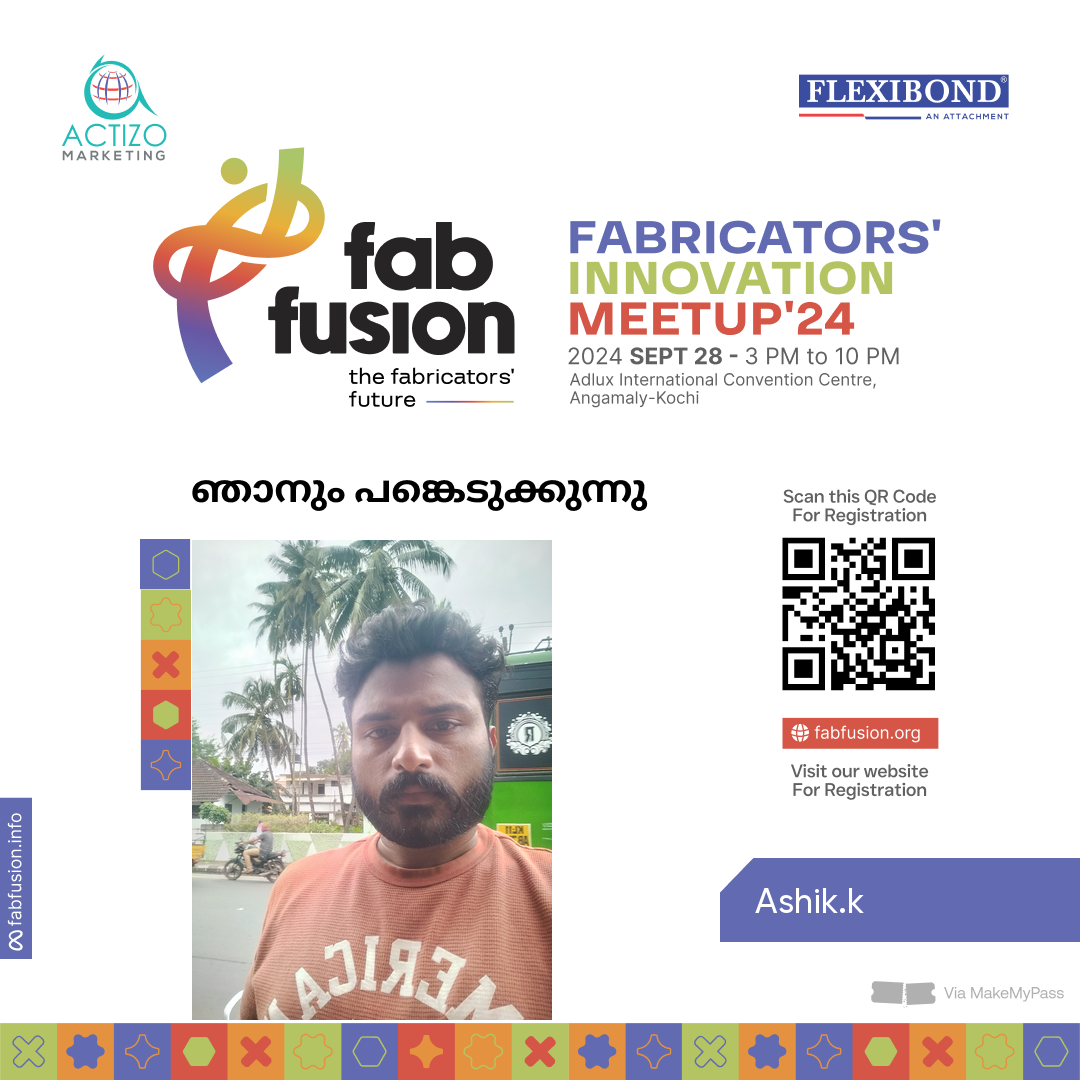 ACTIZO
MARKETING
FLEXIBOND®
AN ATTACHMENT
fab
fusion
the fabricators'
future
FABRICATORS'
INNOVATION
MEETUP'24
2024 SEPT 28 - 3 PM to 10 PM
Adlux International Convention Centre,
Angamaly-Kochi
ഞാനും പങ്കെടുക്കുന്നു
Scan this QR Code
For Registration
fabfusion.org
Visit our website
For Registration
fabfusion.info
R
KL11
AMERICA
Ashik.k
Via MakeMyPass